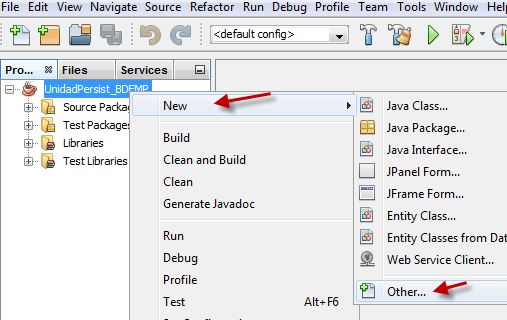 File Edit View Navigate Source Refactor Run Debug Profile Team Tools Window Help
<default config>
Pro...
Files
Services
UnidadPersist_BDEMP
Source Packa
Test Packages
Libraries
Test Libraries
New
Build
Clean and Build
Clean
Generate Javadoc
Run
Debug
Profile
Test Alt+F6
Java Class...
Java Package...
Java Interface...
JPanel Form...
JFrame Form...
Entity Class...
Entity Classes from Dat
Web Service Client...
Other...